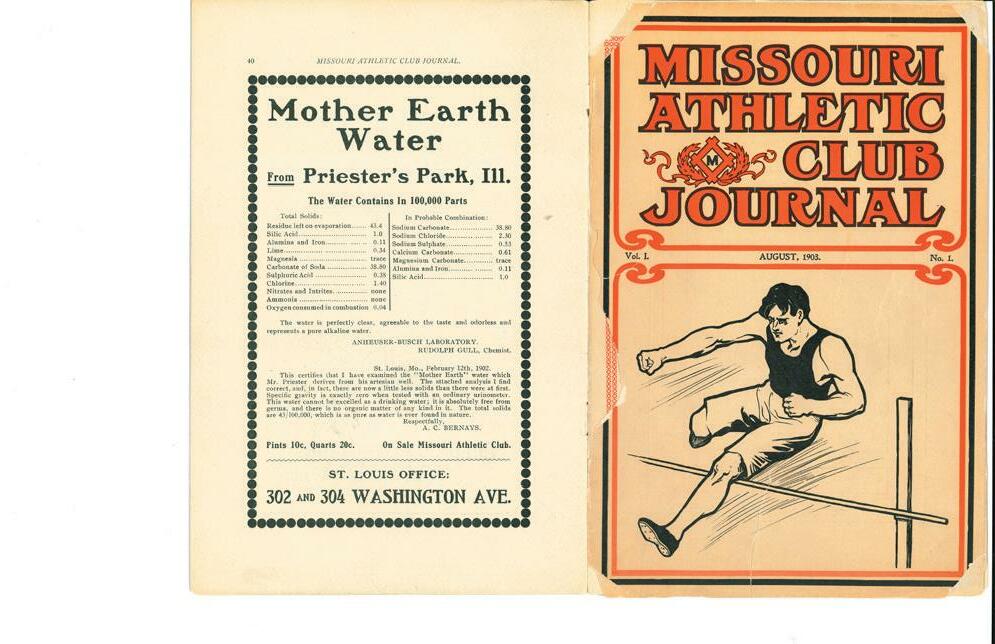 40
MISSOURI ATHLETIC CLUB JOURNAL.
Mother Earth
Water
From Priester's Park, Ill.
The Water Contains In 100,000 Parts
Total Solids:
Residue left on evaporation...... 43.4
Silic Acid................ 1.0
Alumina and Iron............ 0.11
Lime................ 0.34
Magnesia ................ trace
Carbonate of Soda ................ 38.80
Sulphuric Acid ................ 0.38
Chlorine................ 1.40
Nitrates and Intrites............ none
Ammonia ................ none
Oxygen consumed in combustion 0.04
In Probable Combination:
Sodium Carbonate................ 38.80
Sodium Chloride................ 2.30
Sodium Sulphate ................ 0.53
Calcium Carbonate................ 0.61
Magnesium Carbonate............ trace
Alumina and Iron............ 0.11
Silic Acid................ 1.0
The water is perfectly clear, agreeable to the taste and odorless and
represents a pure alkaline water.
ANHEUSER-BUSCH LABORATORY.
RUDOLPH GULL, Chemist.
St. Louis, Mo., February 12th, 1902.
This certifies that I have examined the "Mother Earth" water which
Mr. Priester derives from his artesian well. The attached analysis I find
correct, and, in fact, there are now a little less solids than there were at first.
Specific gravity is exactly zero when tested with an ordinary urinometer.
This water cannot be excelled as a drinking water; it is absolutely free from
germs, and there is no organic matter of any kind in it. The total solids
are 43/100,000, which is as pure as water is ever found in nature.
Respectfully,
A. C. BERNAYS.
Pints 10c, Quarts 20c. On Sale Missouri Athletic Club.
ST. LOUIS OFFICE:
302 AND 304 WASHINGTON AVE.
MISSOURI
ATHLETIC
M CLUB
JOURNAL
Vol. I. AUGUST, 1903. No. 1.